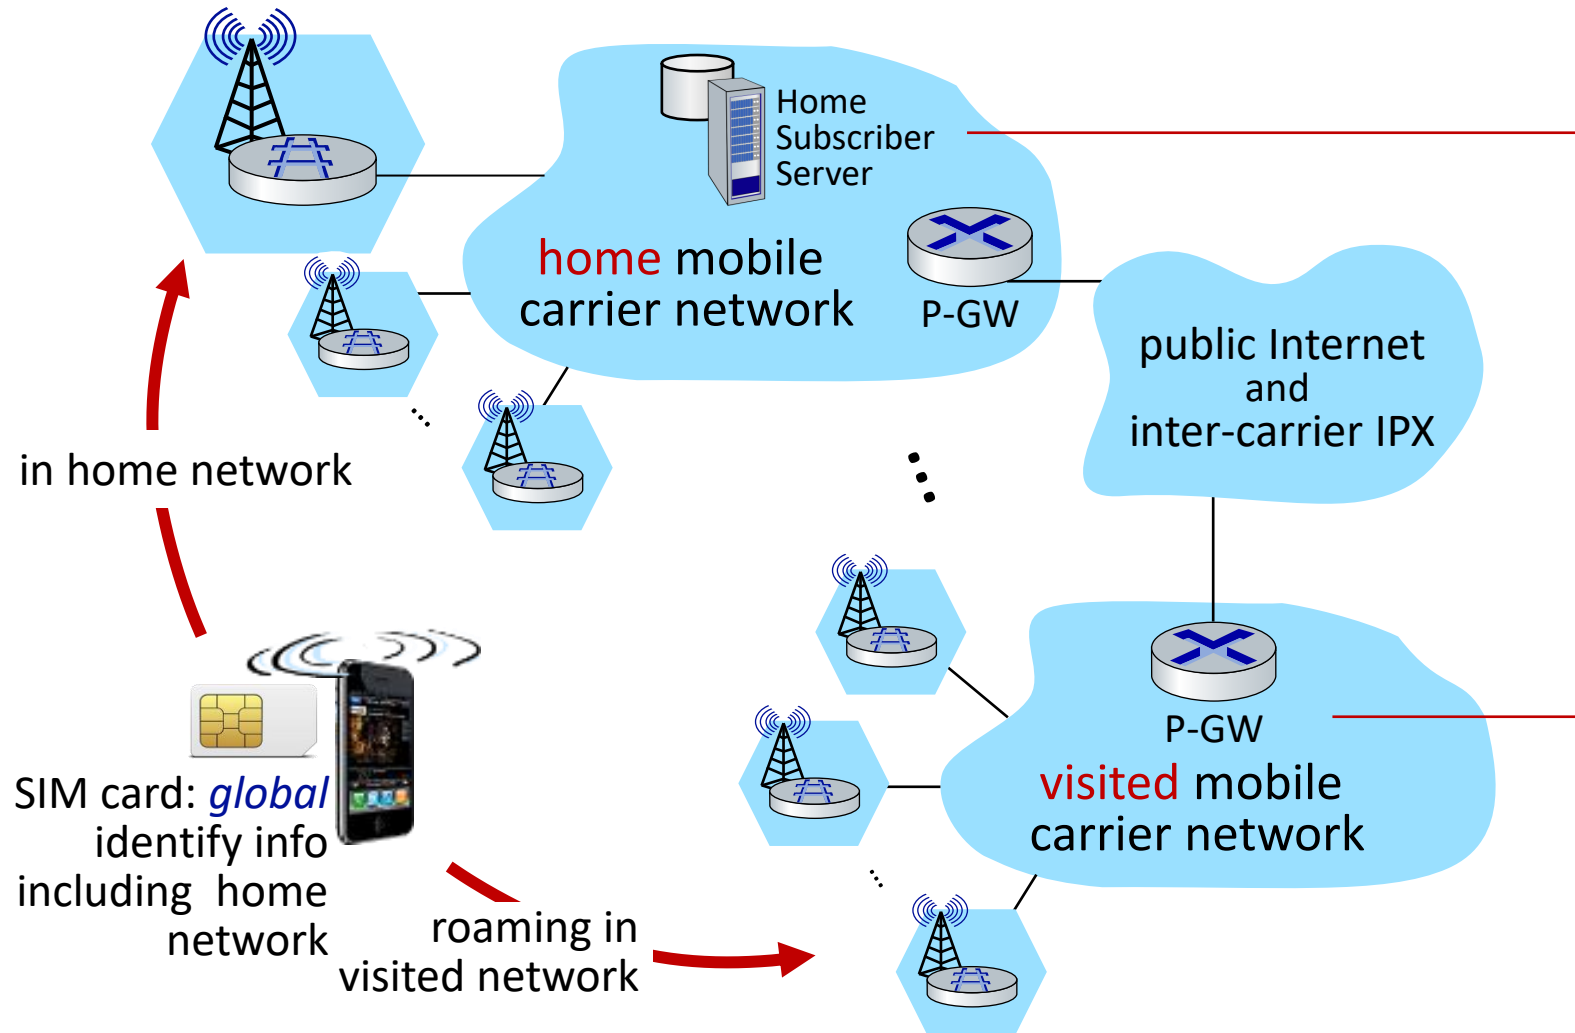 Home
Subscriber
Server
home mobile
carrier network
P-GW
public Internet
and
inter-carrier IPX
in home network
P-GW
visited mobile
carrier network
SIM card: global
identify info
including home
network
roaming in
visited network